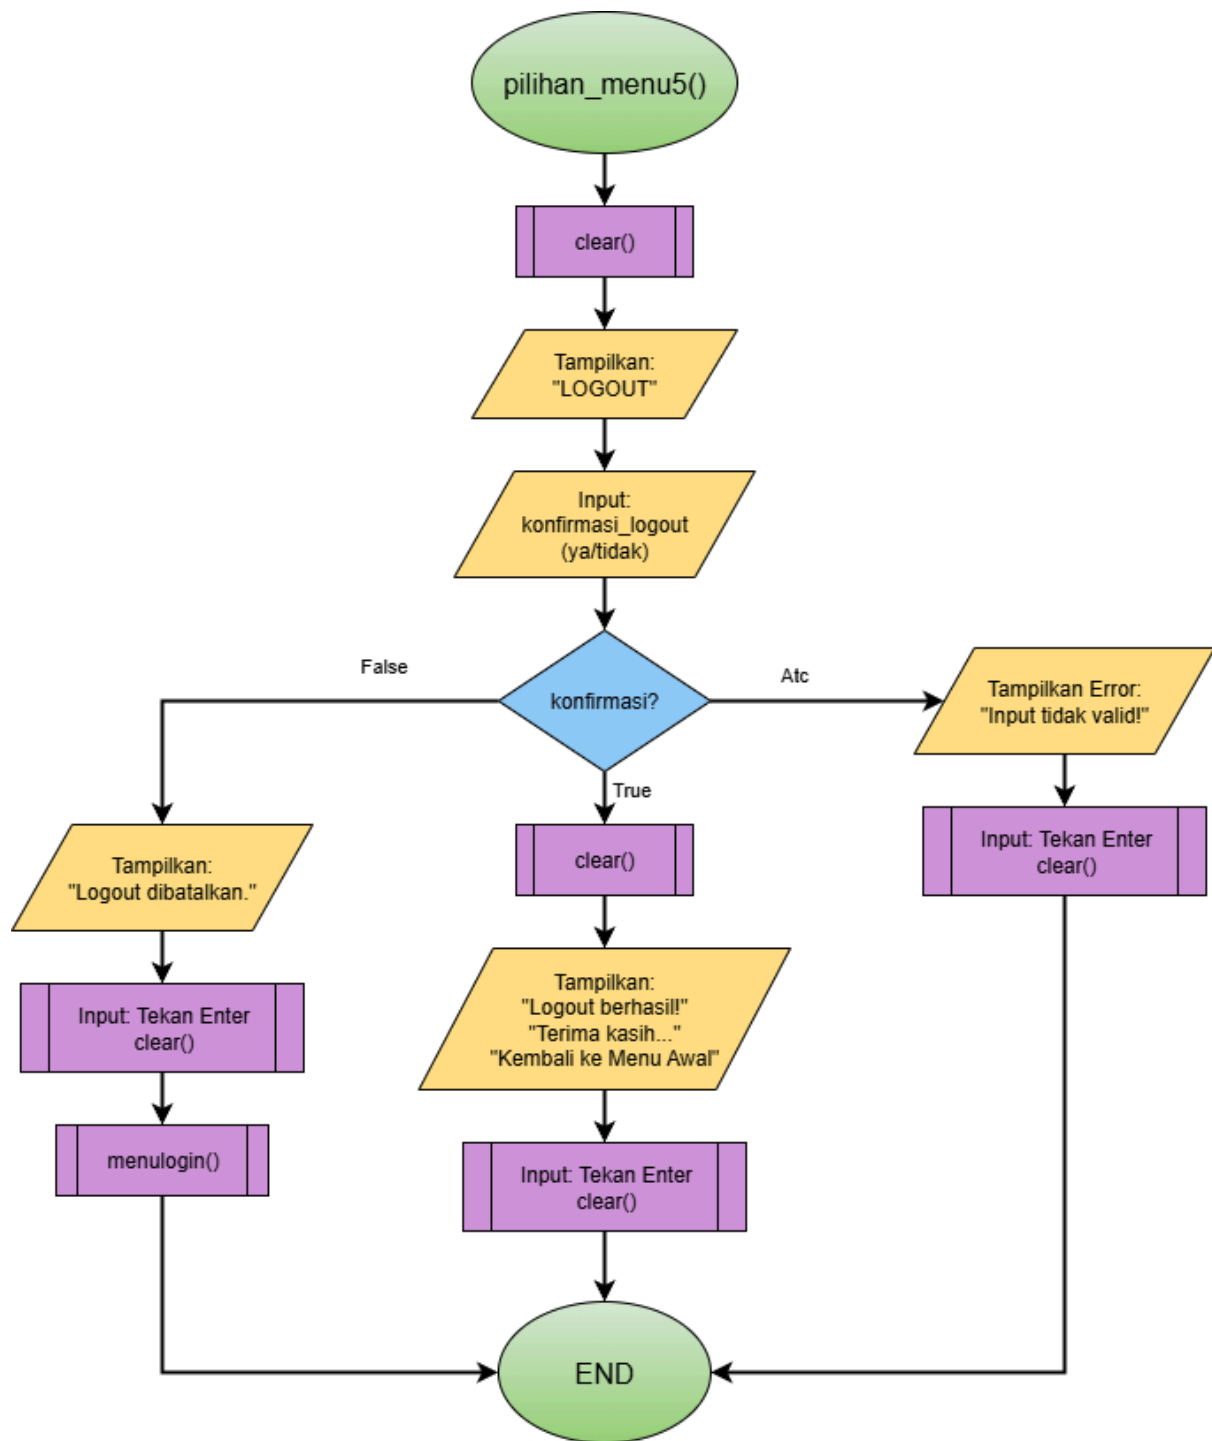 pilihan_menu5()
clear()
Tampilkan:
"LOGOUT"
Input:
konfirmasi_logout
(ya/tidak)
konfirmasi?
False
Atc
True
Tampilkan Error:
"Input tidak valid!"
Input: Tekan Enter
clear()
Tampilkan:
"Logout dibatalkan."
Input: Tekan Enter
clear()
menulogin()
clear()
Tampilkan:
"Logout berhasil!"
"Terima kasih..."
"Kembali ke Menu Awal"
Input: Tekan Enter
clear()
END